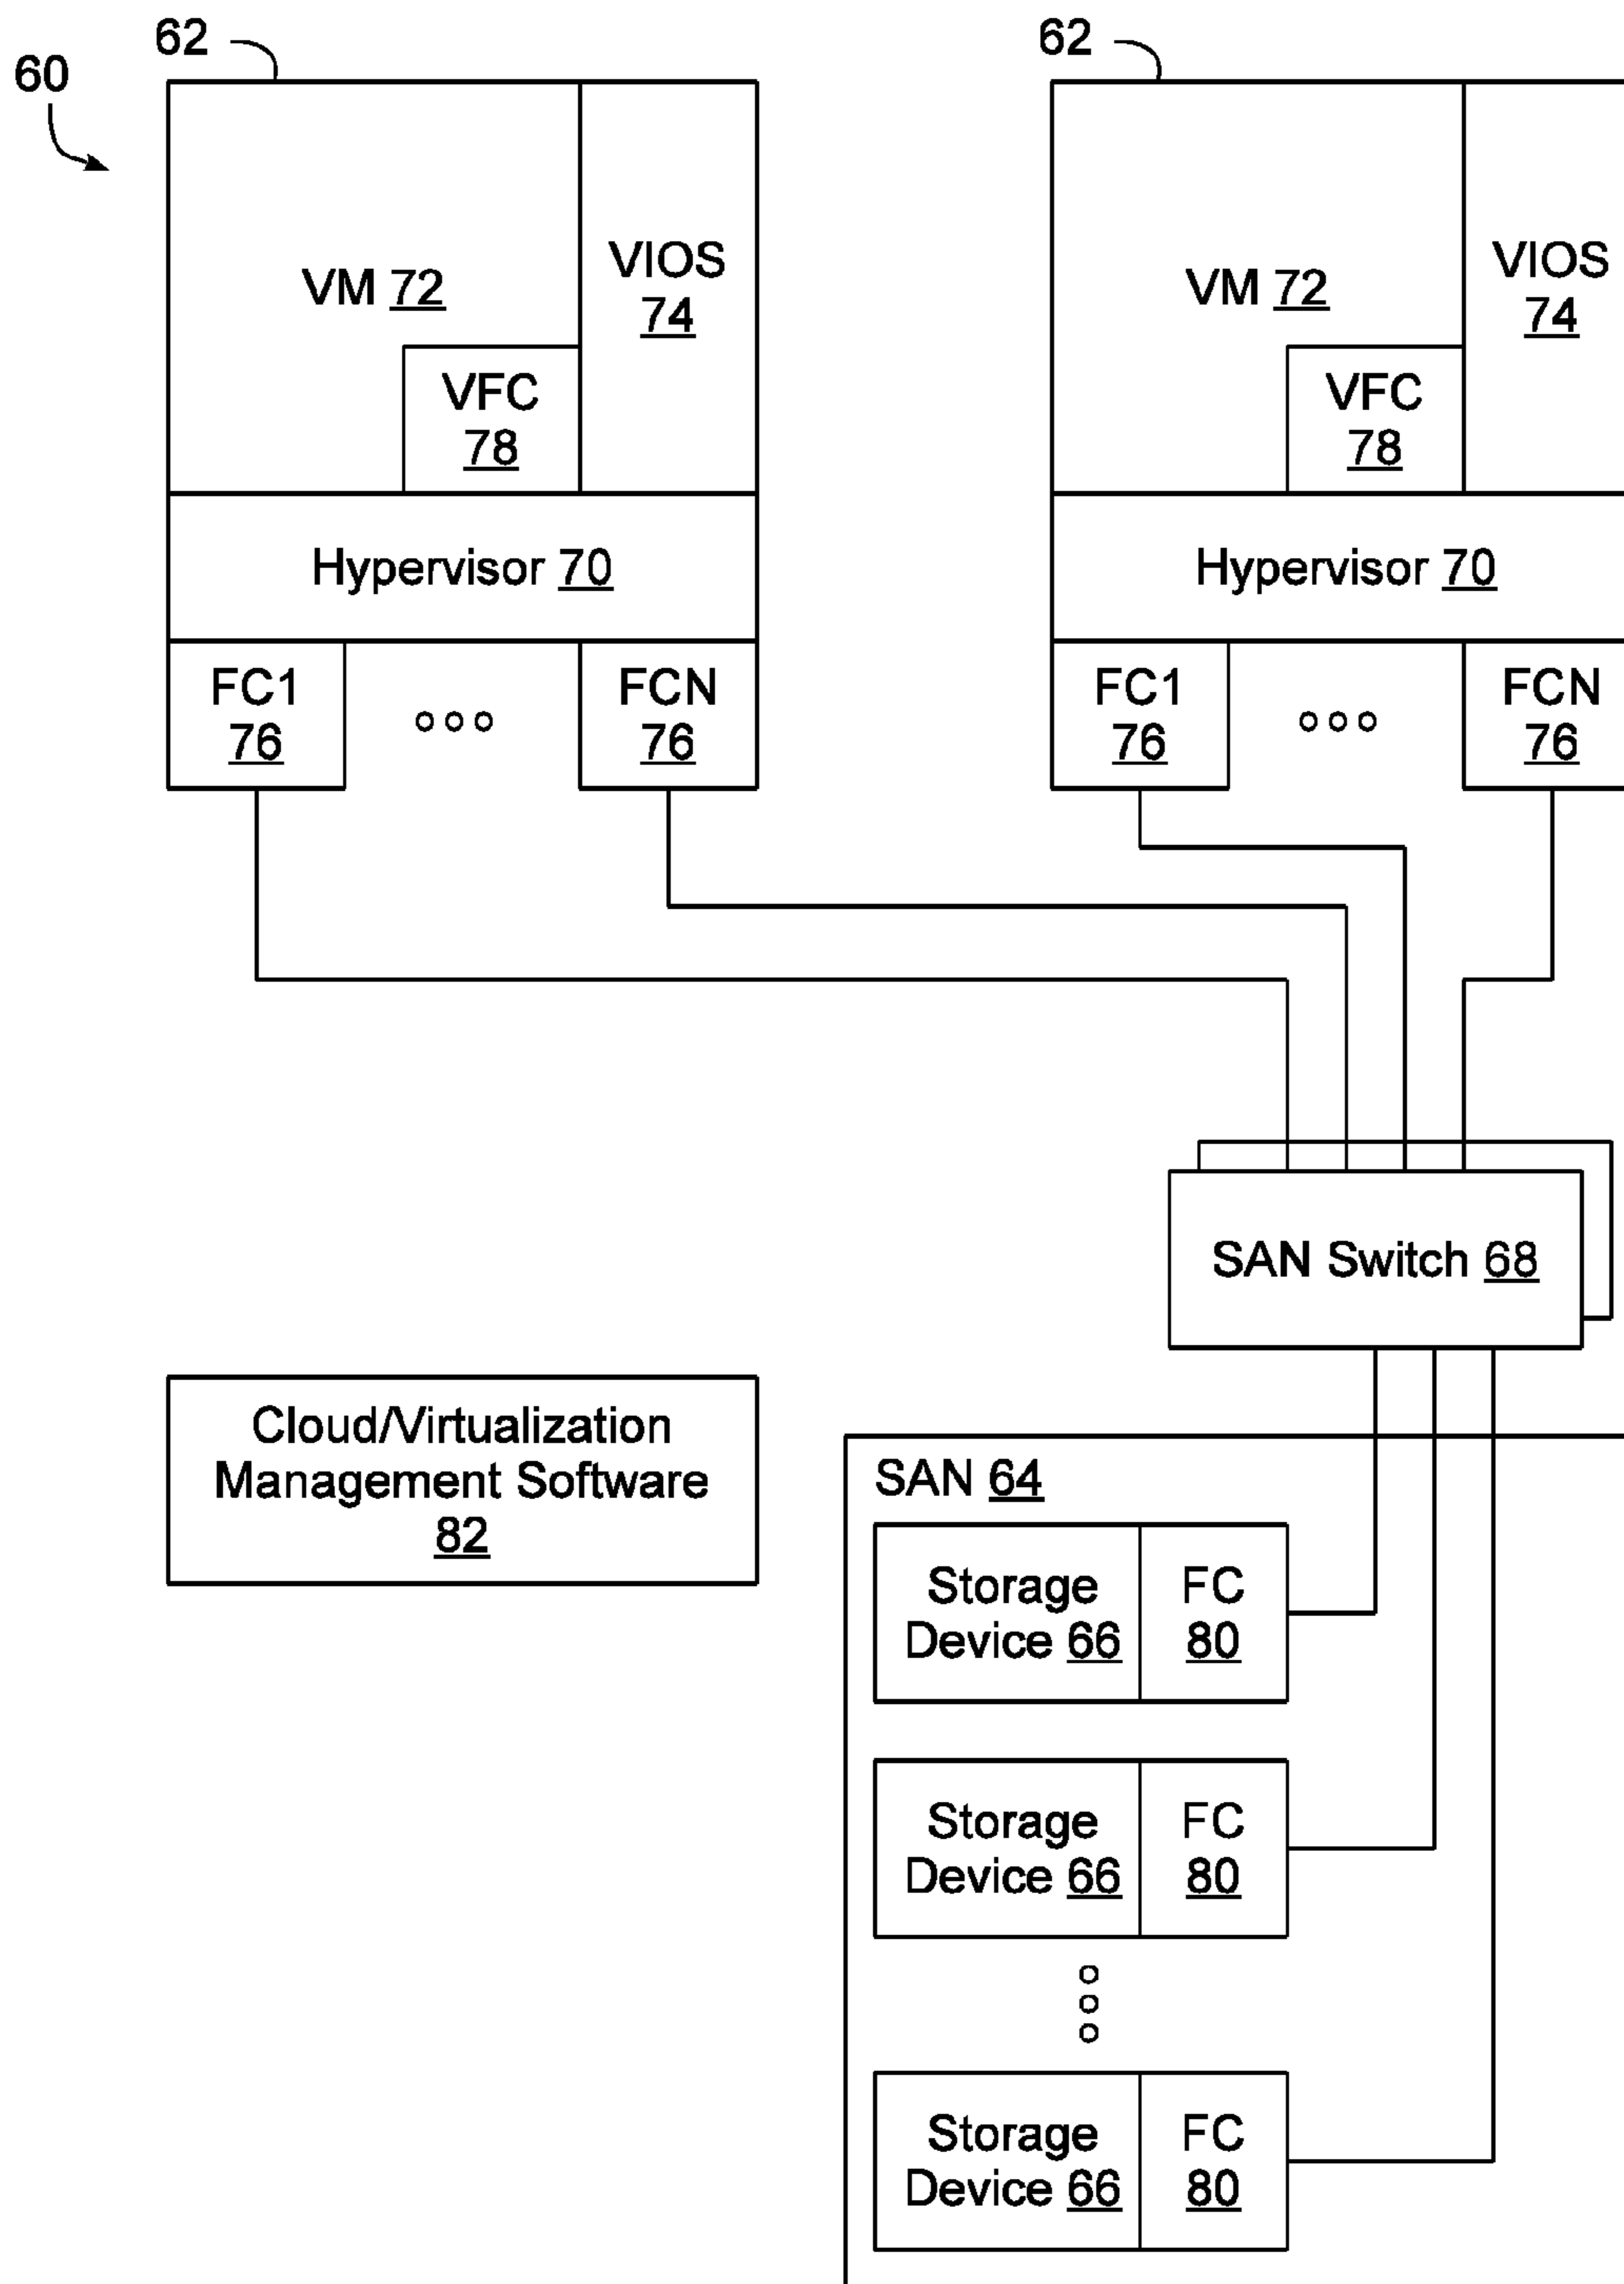 60
62
62
VM 72
VIOS
74
VFC
78
Hypervisor 70
FC1
76
FCN
76
VM 72
VIOS
74
VFC
78
Hypervisor 70
FC1
76
FCN
76
SAN Switch 68
Cloud/Virtualization
Management Software
82
SAN 64
Storage
Device 66
FC
80
Storage
Device 66
FC
80
Storage
Device 66
FC
80